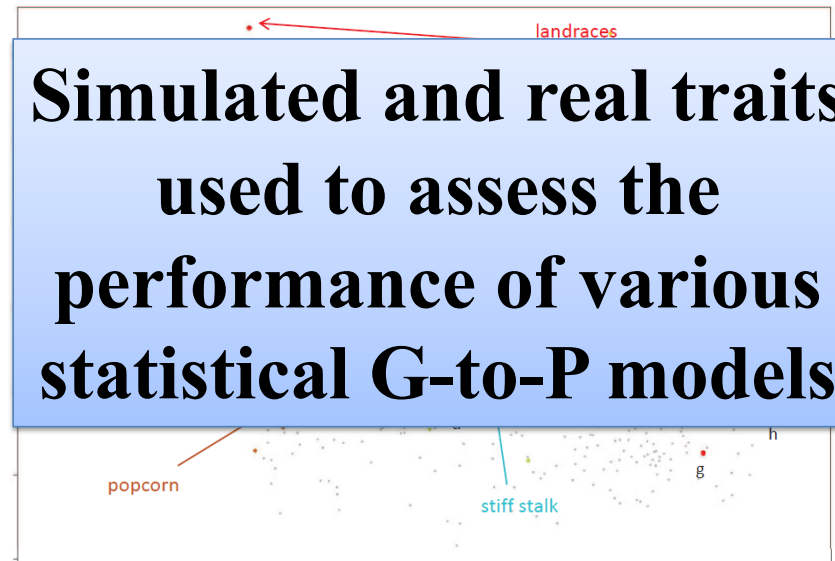 landraces
Simulated and real traits
used to assess the
performance of various
statistical G-to-P models
h
g
popcorn
stiff stalk